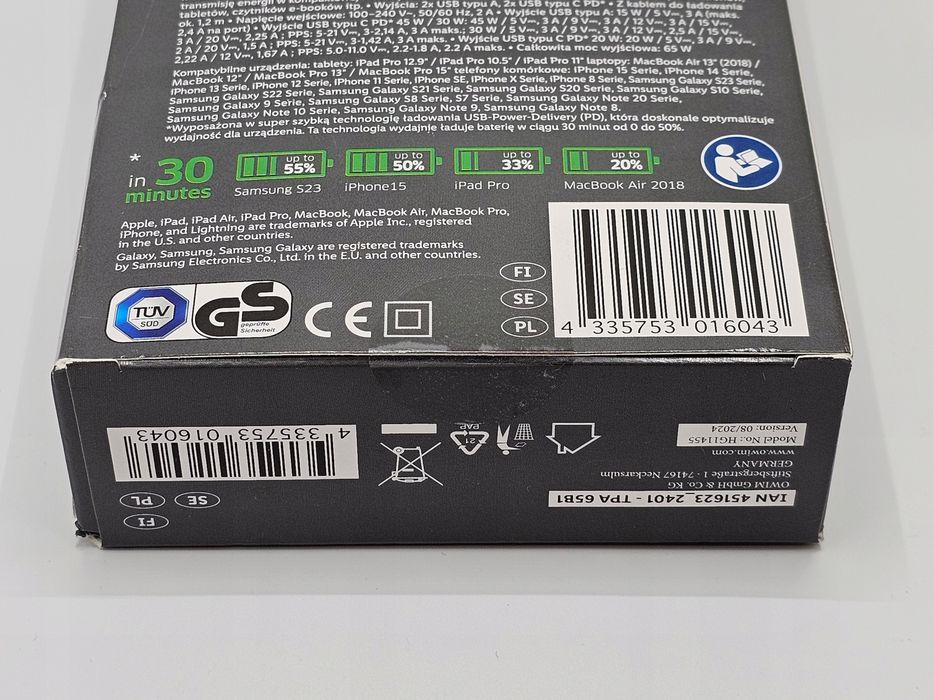 transmisję energii w kompakt
tabletów, czytników e-booków itp. • Wyjścia: 2x USB typu A, 2x USB typu C PD* • Z kablem do ładowania
ok. 1,2 m • Napięcie wejściowe: 100–240 V~, 50/60 Hz, 2 A • Wyjście USB typu A: 15 W / 5 V⎓, 3 A (maks.
2,4 A na port) • Wyjście USB typu C PD* 45 W / 30 W: 45 W / 5 V⎓, 3 A / 9 V⎓, 3 A / 12 V⎓, 3 A / 15 V⎓,
3 A / 20 V⎓, 2,25 A ; PPS: 5-21 V⎓, 3-2,14 A, 3 A maks.; 30 W / 5 V⎓, 3 A / 9 V⎓, 3 A / 12 V⎓, 2,5 A / 15 V⎓,
2 A / 20 V⎓, 1,5 A ; PPS: 5-21 V⎓, 3-1,42 A, 3 A maks. • Wyjście USB typu C PD* 20 W: 20 W / 5 V⎓, 3 A / 9 V⎓,
2,22 A / 12 V⎓, 1,67 A ; PPS: 5.0-11.0 V⎓, 2.2-1.8 A, 2.2 A maks. • Całkowita moc wyjściowa: 65 W
Kompatybilne urządzenia: tablety: iPad Pro 12.9" / iPad Pro 10.5" / iPad Pro 11" laptopy: MacBook Air 13" (2018) /
MacBook 12" / MacBook Pro 13" / MacBook Pro 15" telefony komórkowe: iPhone 15 Serie, iPhone 14 Serie,
iPhone 13 Serie, iPhone 12 Serie, iPhone 11 Serie, iPhone SE, iPhone X Serie, iPhone 8 Serie, Samsung Galaxy S23 Serie,
Samsung Galaxy S22 Serie, Samsung Galaxy S21 Serie, Samsung Galaxy S20 Serie, Samsung Galaxy S10 Serie,
Samsung Galaxy 9 Serie, Samsung Galaxy S8 Serie, S7 Serie, Samsung Galaxy Note 20 Serie,
Samsung Galaxy Note 10 Serie, Samsung Galaxy Note 9, Samsung Galaxy Note 8,
*Wyposażona w super szybką technologię ładowania USB-Power-Delivery (PD), która doskonale optymalizuje
wydajność dla urządzenia. Ta technologia wydajnie ładuje baterię w ciągu 30 minut od 0 do 50%.
* in 30 minutes
up to 55% Samsung S23
up to 50% iPhone15
up to 33% iPad Pro
up to 20% MacBook Air 2018
Apple, iPad, iPad Air, iPad Pro, MacBook, MacBook Air, MacBook Pro,
iPhone, and Lightning are trademarks of Apple Inc., registered
in the U.S. and other countries.
Galaxy, Samsung, Samsung Galaxy are registered trademarks
by Samsung Electronics Co., Ltd. in the E.U. and other countries.
FI
SE
PL
4 335753 016043
TÜV
SÜD
GS
geprüfte
Sicherheit
CE
IAN 451623_2401 - TPA 65B1
OWIM GmbH & Co. KG
Stiftsbergstraße 1 · 74167 Neckarsulm
GERMANY
www.owim.com
Model No.: HG11455
Version: 08/2024
21
PAP
4 335753 016043
FI
SE
PL